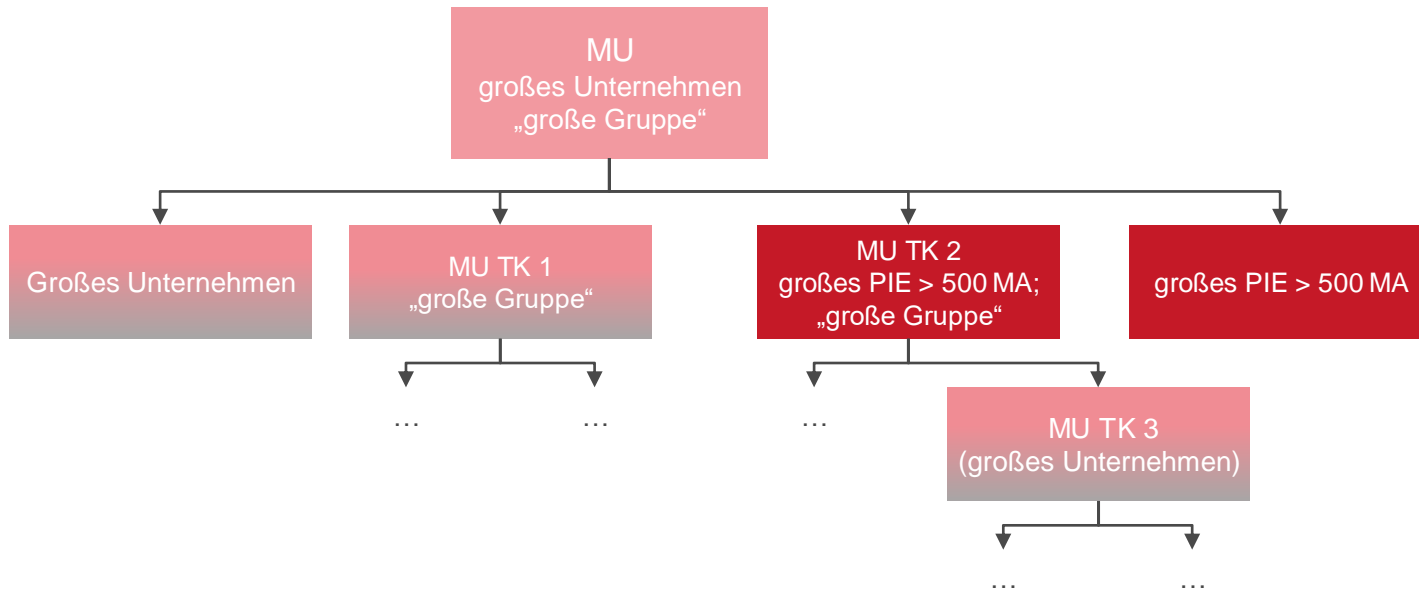 MU
großes Unternehmen
„große Gruppe“
Großes Unternehmen
MU TK 1
„große Gruppe“
MU TK 2
großes PIE > 500 MA;
„große Gruppe“
großes PIE > 500 MA
…
…
…
MU TK 3
(großes Unternehmen)
…
…